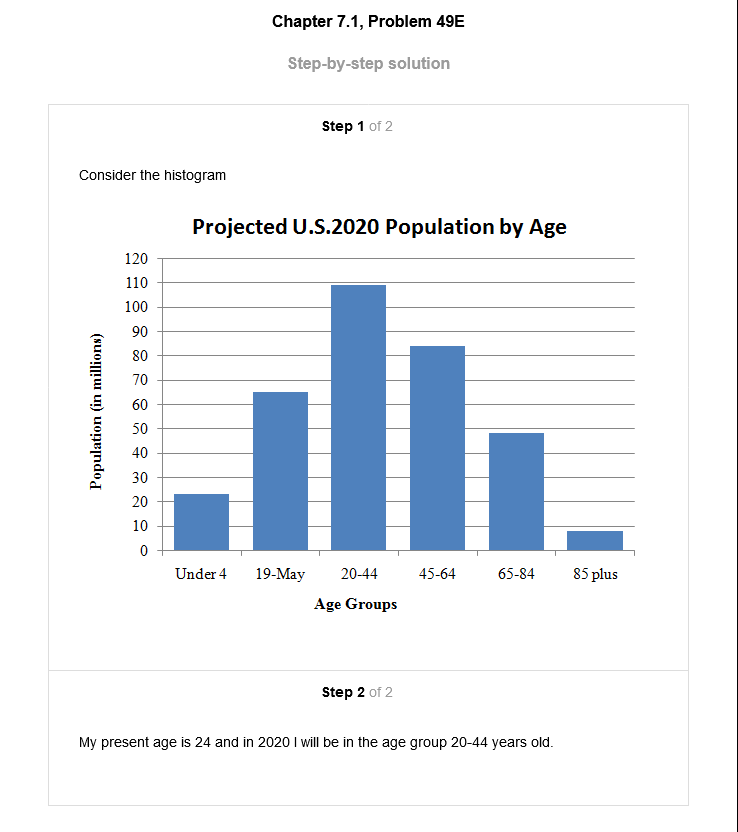 Chapter 7.1, Problem 49E
Step-by-step solution
Step 1 of 2
Consider the histogram
Projected U.S.2020 Population by Age
120
110
100
90
80
70
60
50
40
30
20
10
0
Population (in millions)
Under 4 19-May 20-44 45-64 65-84 85 plus
Age Groups
Step 2 of 2
My present age is 24 and in 2020 I will be in the age group 20-44 years old.